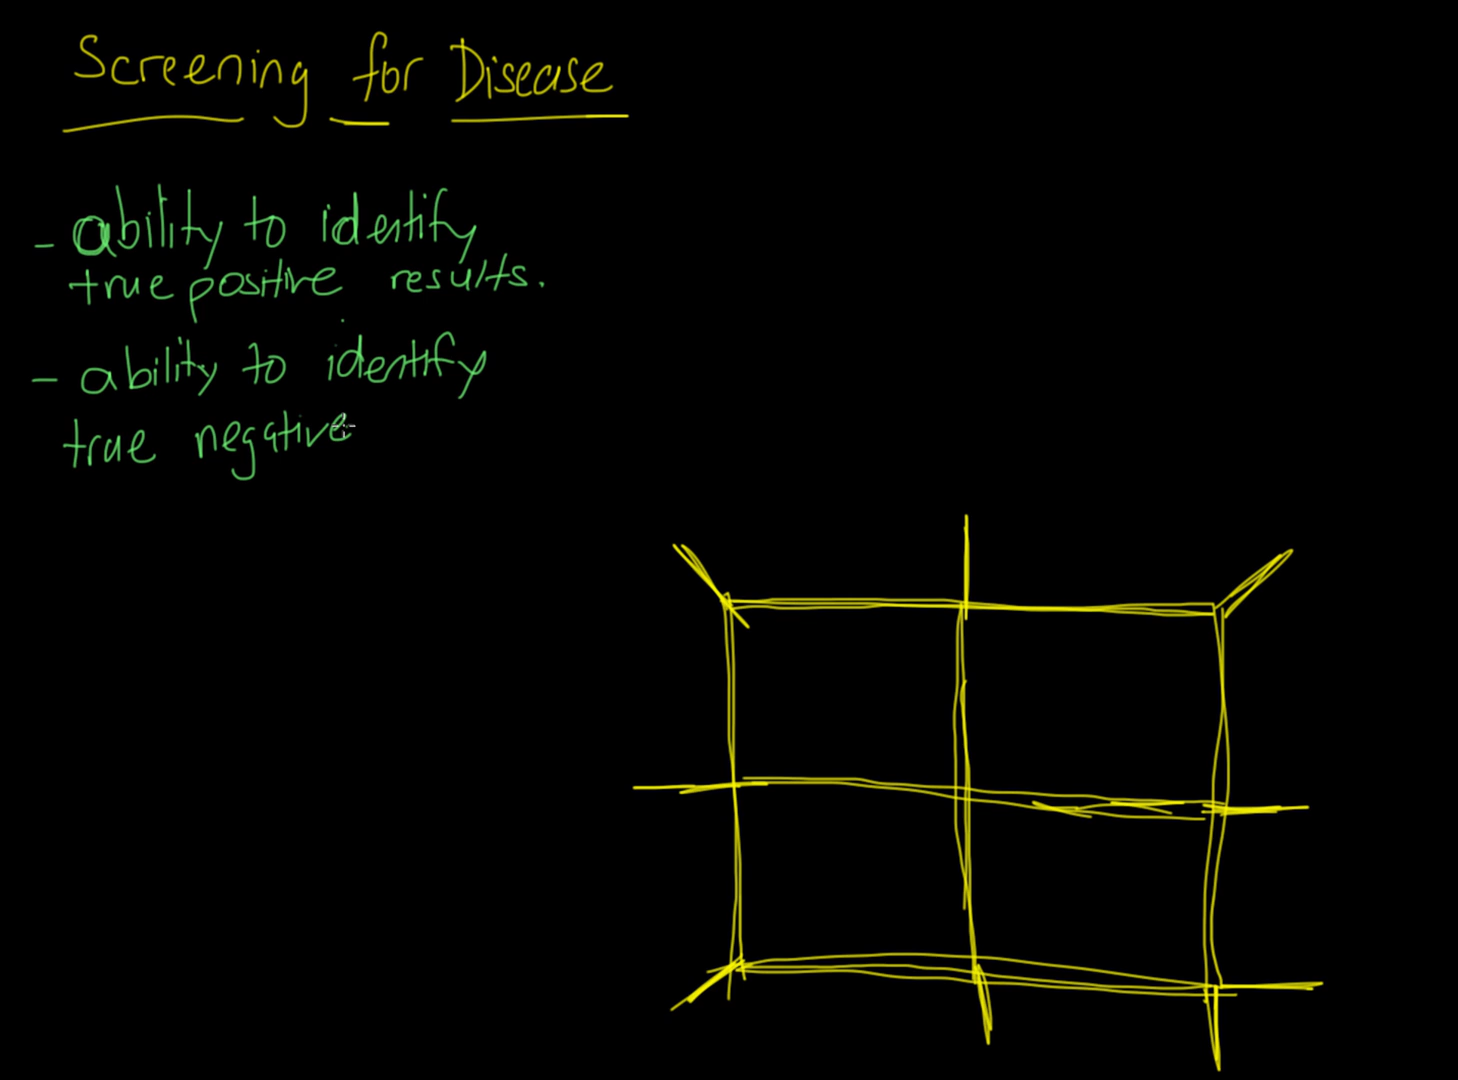 Screening for Disease
- ability to identify
true positive results.
- ability to identify
true negative